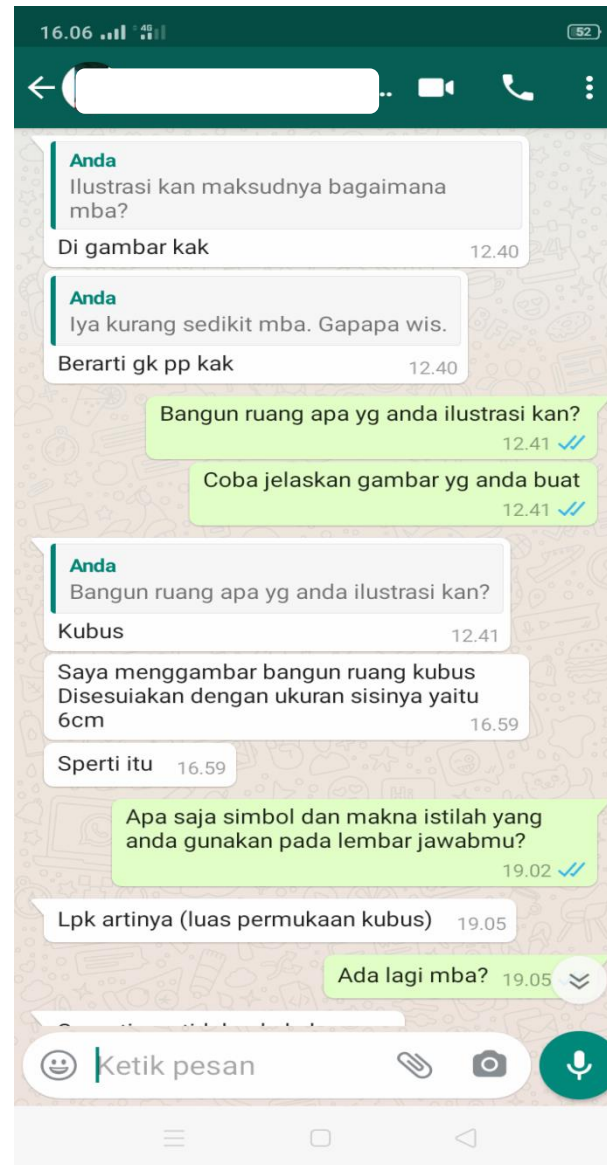 16.06
4G
52
..
Anda
Ilustrasi kan maksudnya bagaimana
mba?
Di gambar kak 12.40
Anda
Iya kurang sedikit mba. Gapapa wis.
Berarti gk pp kak 12.40
Bangun ruang apa yg anda ilustrasi kan?
12.41
Coba jelaskan gambar yg anda buat
12.41
Anda
Bangun ruang apa yg anda ilustrasi kan?
Kubus 12.41
Saya menggambar bangun ruang kubus
Disesuiakan dengan ukuran sisinya yaitu
6cm 16.59
Sperti itu 16.59
Apa saja simbol dan makna istilah yang
anda gunakan pada lembar jawabmu?
19.02
Lpk artinya (luas permukaan kubus) 19.05
Ada lagi mba? 19.05
Ketik pesan